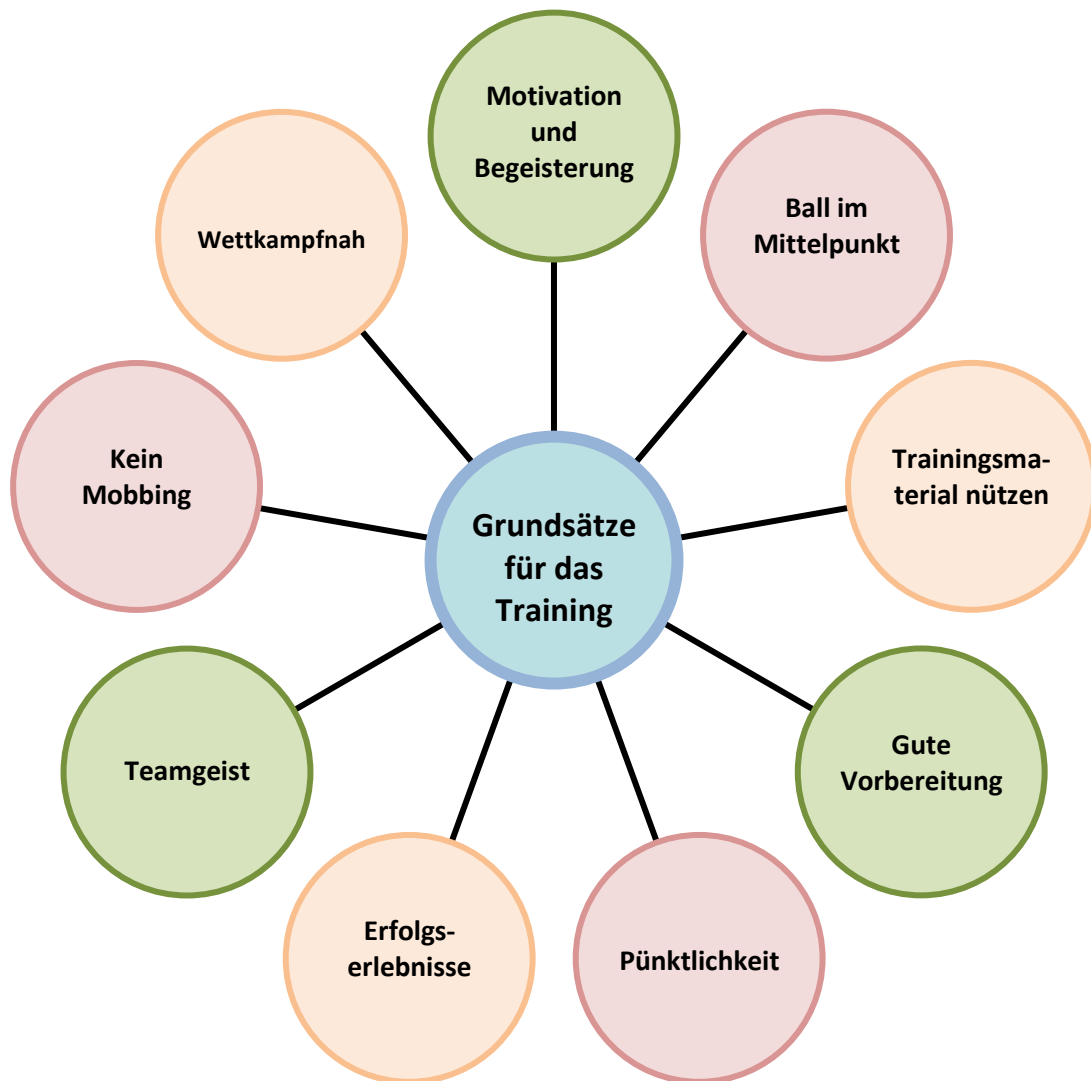 Motivation
und
Begeisterung
Ball im
Mittelpunkt
Wettkampfnah
Trainingsma-
terial nützen
Kein
Mobbing
Grundsätze
für das
Training
Gute
Vorbereitung
Teamgeist
Erfolgs-
erlebnisse
Pünktlichkeit